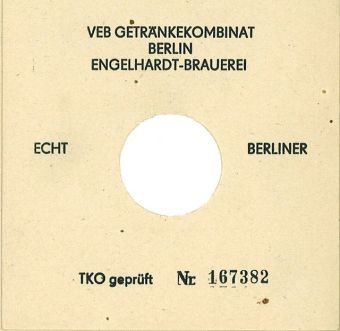 VEB GETRÄNKEKOMBINAT
BERLIN
ENGELHARDT-BRAUEREI
ECHT BERLINER
TKO geprüft Nr. 167382